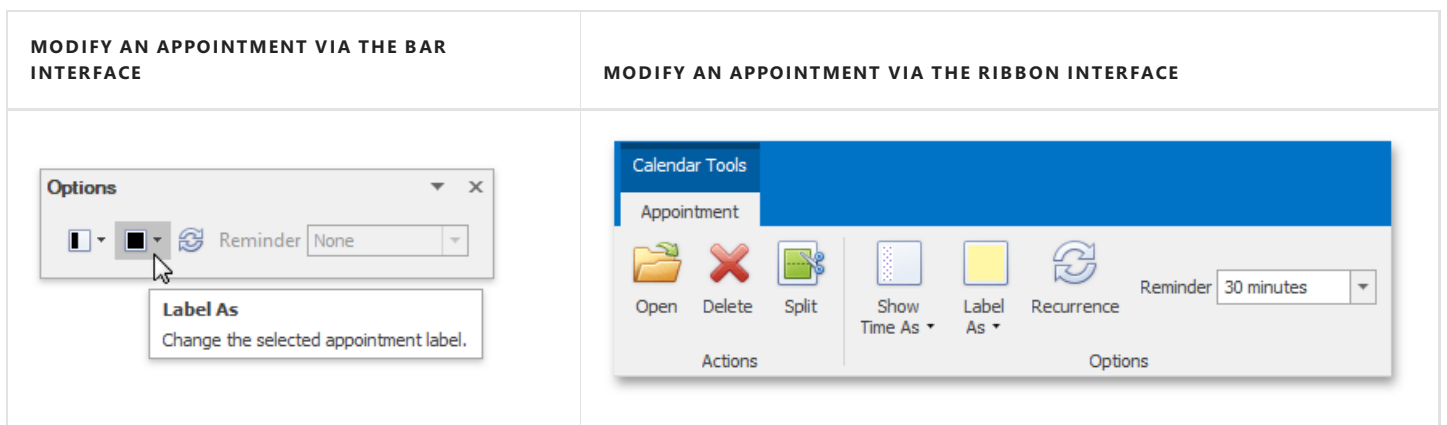 MODIFY AN APPOINTMENT VIA THE BAR
INTERFACE
MODIFY AN APPOINTMENT VIA THE RIBBON INTERFACE
Options
Reminder None
Label As
Change the selected appointment label.
Calendar Tools
Appointment
Open Delete Split Show Time As Label As Recurrence Reminder 30 minutes
Actions Options